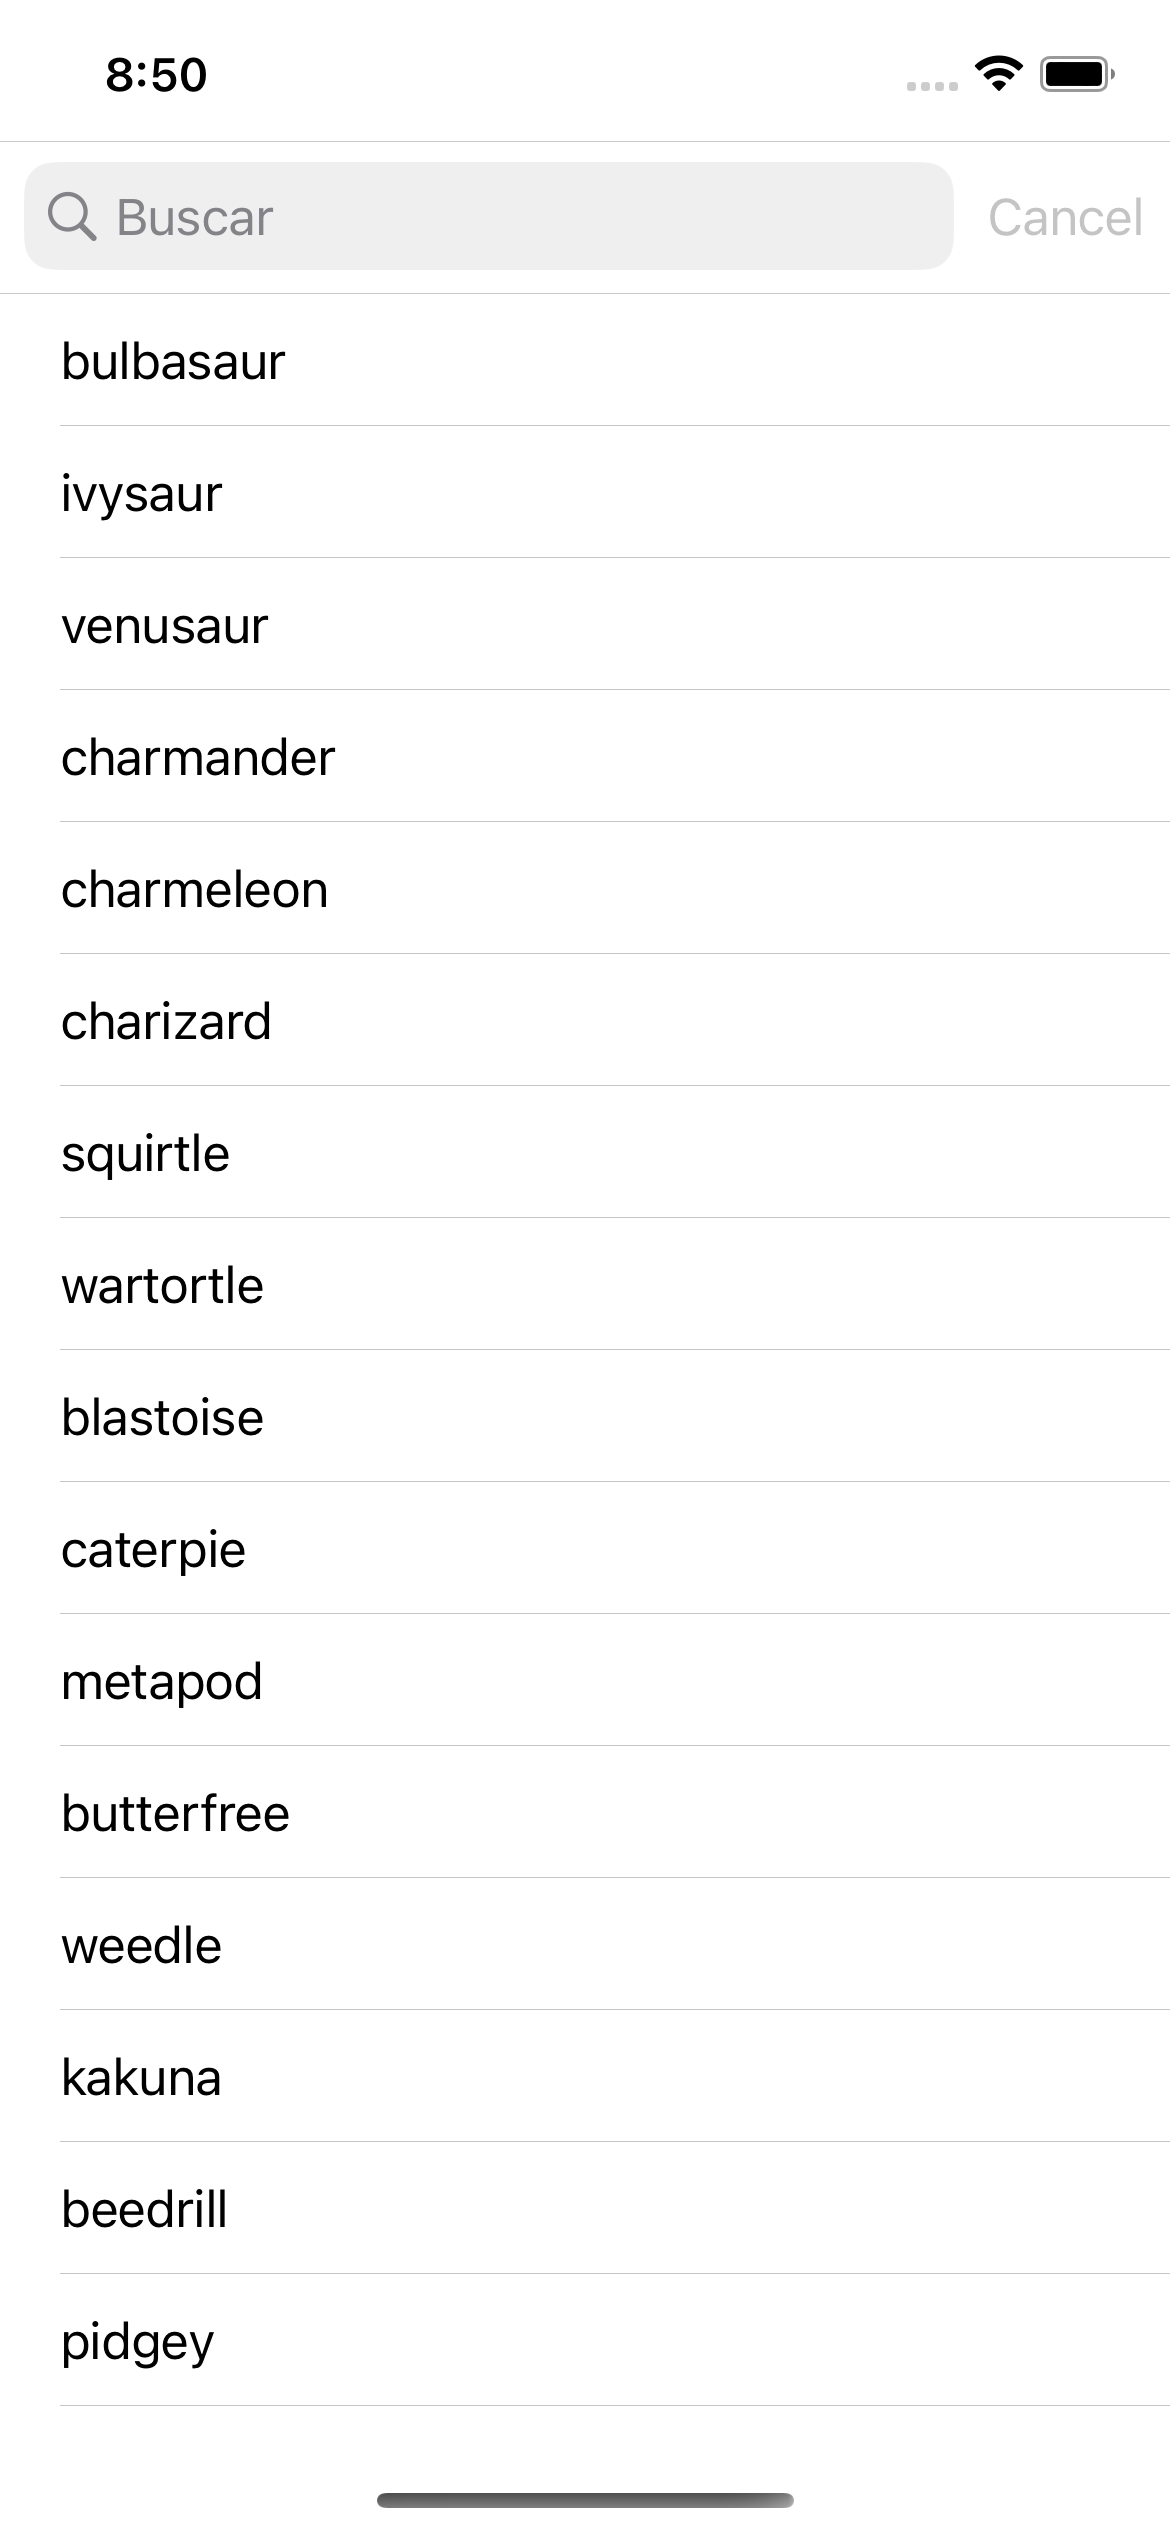 8:50
Buscar
Cancel
bulbasaur
ivysaur
venusaur
charmander
charmeleon
charizard
squirtle
wartortle
blastoise
caterpie
metapod
butterfree
weedle
kakuna
beedrill
pidgey